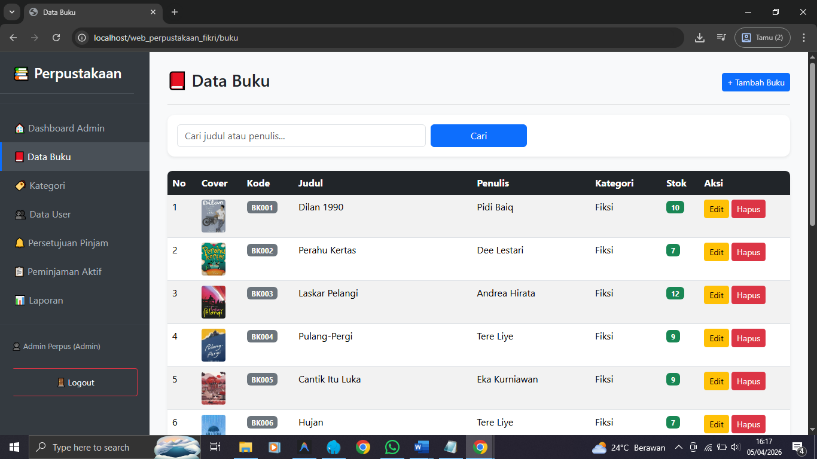 Data Buku
localhost/web_perpustakaan_fikri/buku
Tamu (2)
Perpustakaan
Dashboard Admin
Data Buku
Kategori
Data User
Persetujuan Pinjam
Peminjaman Aktif
Laporan
Admin Perpus (Admin)
Logout
Data Buku
+ Tambah Buku
Cari judul atau penulis...
Cari
No Cover Kode Judul Penulis Kategori Stok Aksi
1 BK001 Dilan 1990 Pidi Baiq Fiksi 10 Edit Hapus
2 BK002 Perahu Kertas Dee Lestari Fiksi 7 Edit Hapus
3 BK003 Laskar Pelangi Andrea Hirata Fiksi 12 Edit Hapus
4 BK004 Pulang-Pergi Tere Liye Fiksi 9 Edit Hapus
5 BK005 Cantik Itu Luka Eka Kurniawan Fiksi 9 Edit Hapus
6 BK006 Hujan Tere Liye Fiksi 7 Edit Hapus
Type here to search
24°C Berawan
16:17
05/04/2026
4